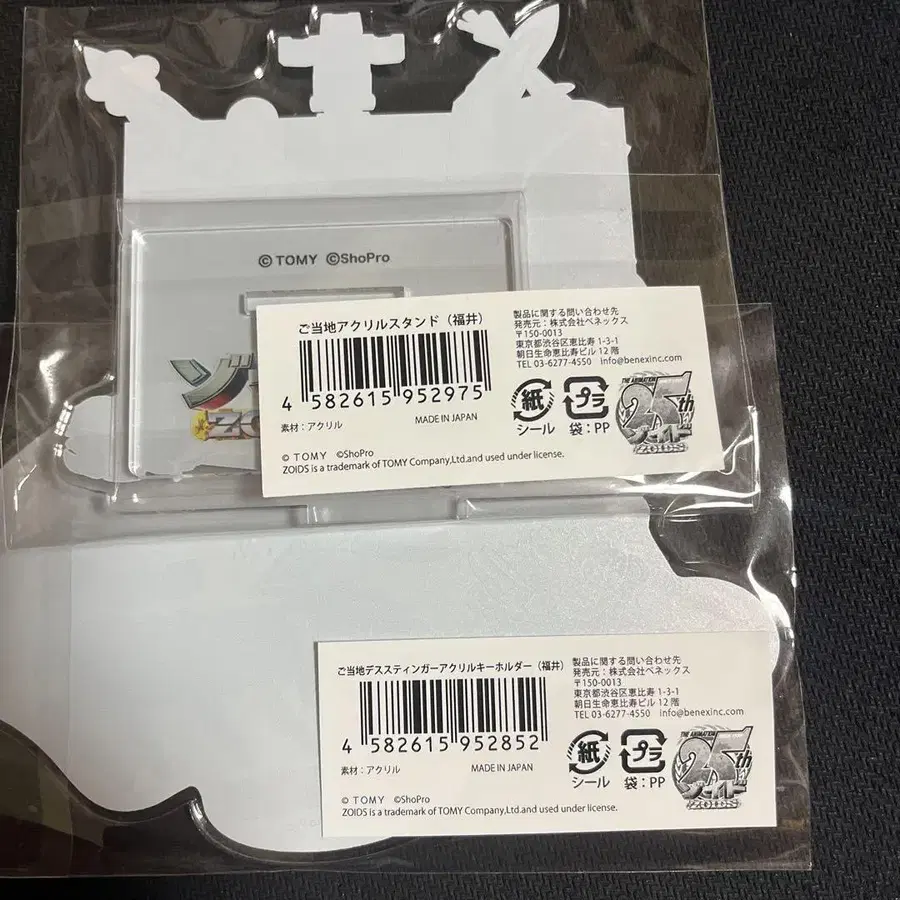 © TOMY ©ShoPro
ご当地アクリルスタンド（福井）
4 582615 952975
素材：アクリル
MADE IN JAPAN
© TOMY ©ShoPro
ZOIDS is a trademark of TOMY Company,Ltd.and used under license.
製品に関する問い合わせ先
発売元：株式会社ベネックス
〒150-0013
東京都渋谷区恵比寿 1-3-1
朝日生命恵比寿ビル 12 階
TEL 03-6277-4550 info@benexinc.com
紙
シール
プラ
袋：PP
THE ANIMATION
25th
ゾイド
ZOIDS
ご当地デススティンガーアクリルキーホルダー（福井）
4 582615 952852
素材：アクリル
MADE IN JAPAN
© TOMY ©ShoPro
ZOIDS is a trademark of TOMY Company,Ltd.and used under license.
製品に関する問い合わせ先
発売元：株式会社ベネックス
〒150-0013
東京都渋谷区恵比寿 1-3-1
朝日生命恵比寿ビル 12 階
TEL 03-6277-4550 info@benexinc.com
紙
シール
プラ
袋：PP
THE ANIMATION
25th
ゾイド
ZOIDS